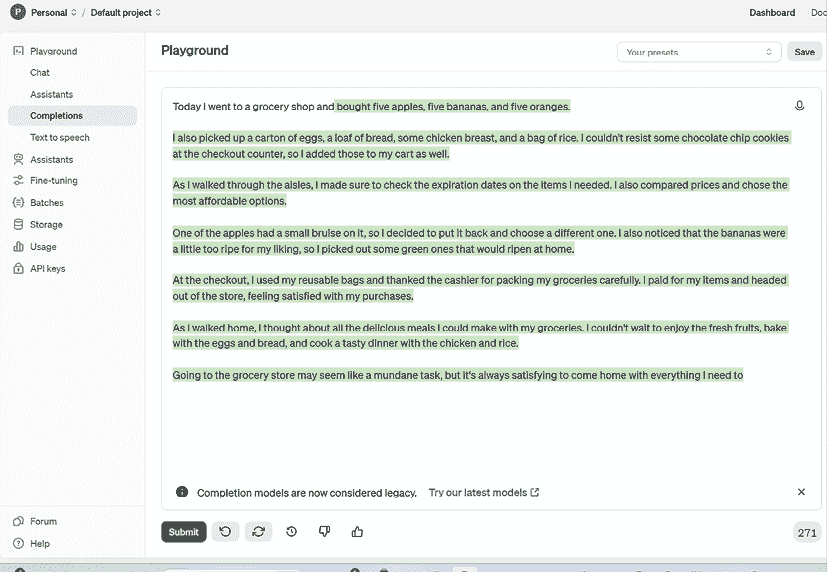 P Personal / Default project Dashboard Doc
Playground
Chat
Assistants
Completions
Text to speech
Assistants
Fine-tuning
Batches
Storage
Usage
API keys
Forum
Help
Playground
Your presets
Save
Today I went to a grocery shop and bought five apples, five bananas, and five oranges.
I also picked up a carton of eggs, a loaf of bread, some chicken breast, and a bag of rice. I couldn't resist some chocolate chip cookies
at the checkout counter, so I added those to my cart as well.
As I walked through the aisles, I made sure to check the expiration dates on the items I needed. I also compared prices and chose the
most affordable options.
One of the apples had a small bruise on it, so I decided to put it back and choose a different one. I also noticed that the bananas were
a little too ripe for my liking, so I picked out some green ones that would ripen at home.
At the checkout, I used my reusable bags and thanked the cashier for packing my groceries carefully. I paid for my items and headed
out of the store, feeling satisfied with my purchases.
As I walked home, I thought about all the delicious meals I could make with my groceries. I couldn't wait to enjoy the fresh fruits, bake
with the eggs and bread, and cook a tasty dinner with the chicken and rice.
Going to the grocery store may seem like a mundane task, but it's always satisfying to come home with everything I need to
Completion models are now considered legacy. Try our latest models
Submit
271